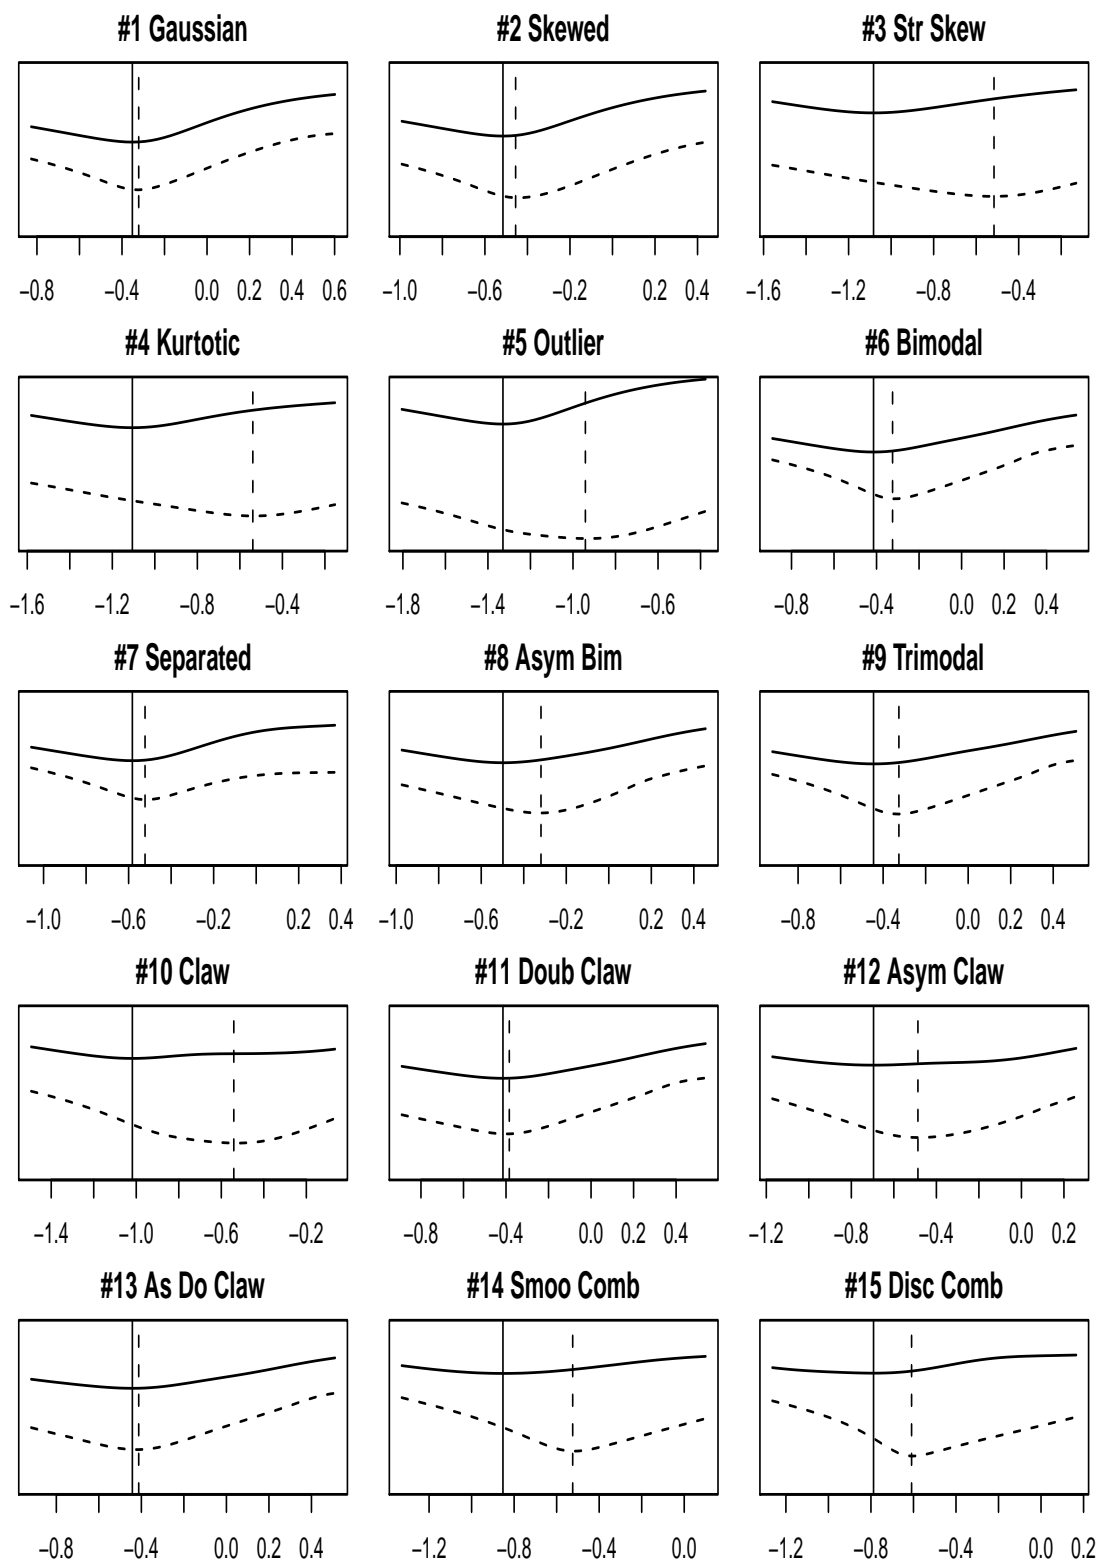 #1 Gaussian #2 Skewed #3 Str Skew
−0.8 −0.4 0.0 0.2 0.4 0.6 −1.0 −0.6 −0.2 0.2 0.4 −1.6 −1.2 −0.8 −0.4
#4 Kurtotic #5 Outlier #6 Bimodal
−1.6 −1.2 −0.8 −0.4 −1.8 −1.4 −1.0 −0.6 −0.8 −0.4 0.0 0.2 0.4
#7 Separated #8 Asym Bim #9 Trimodal
−1.0 −0.6 −0.2 0.2 0.4 −1.0 −0.6 −0.2 0.2 0.4 −0.8 −0.4 0.0 0.2 0.4
#10 Claw #11 Doub Claw #12 Asym Claw
−1.4 −1.0 −0.6 −0.2 −0.8 −0.4 0.0 0.2 0.4 −1.2 −0.8 −0.4 0.0 0.2
#13 As Do Claw #14 Smoo Comb #15 Disc Comb
−0.8 −0.4 0.0 0.2 0.4 −1.2 −0.8 −0.4 0.0 −1.2 −0.8 −0.4 0.0 0.2